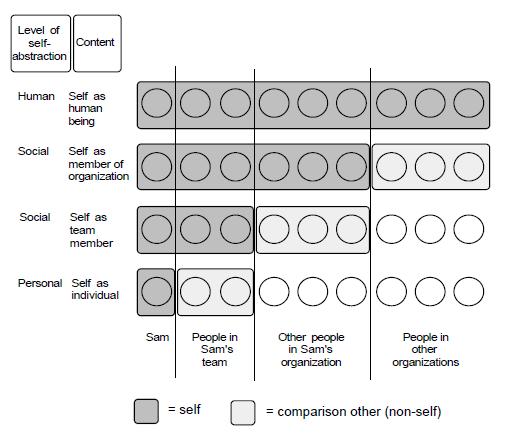 Level of
self-
abstraction
Content
Human
Self as
human
being
Social
Self as
member of
organization
Social
Self as
team
member
Personal
Self as
individual
Sam
People in
Sam's
team
Other people
in Sam's
organization
People in
other
organizations
= self
= comparison other (non-self)